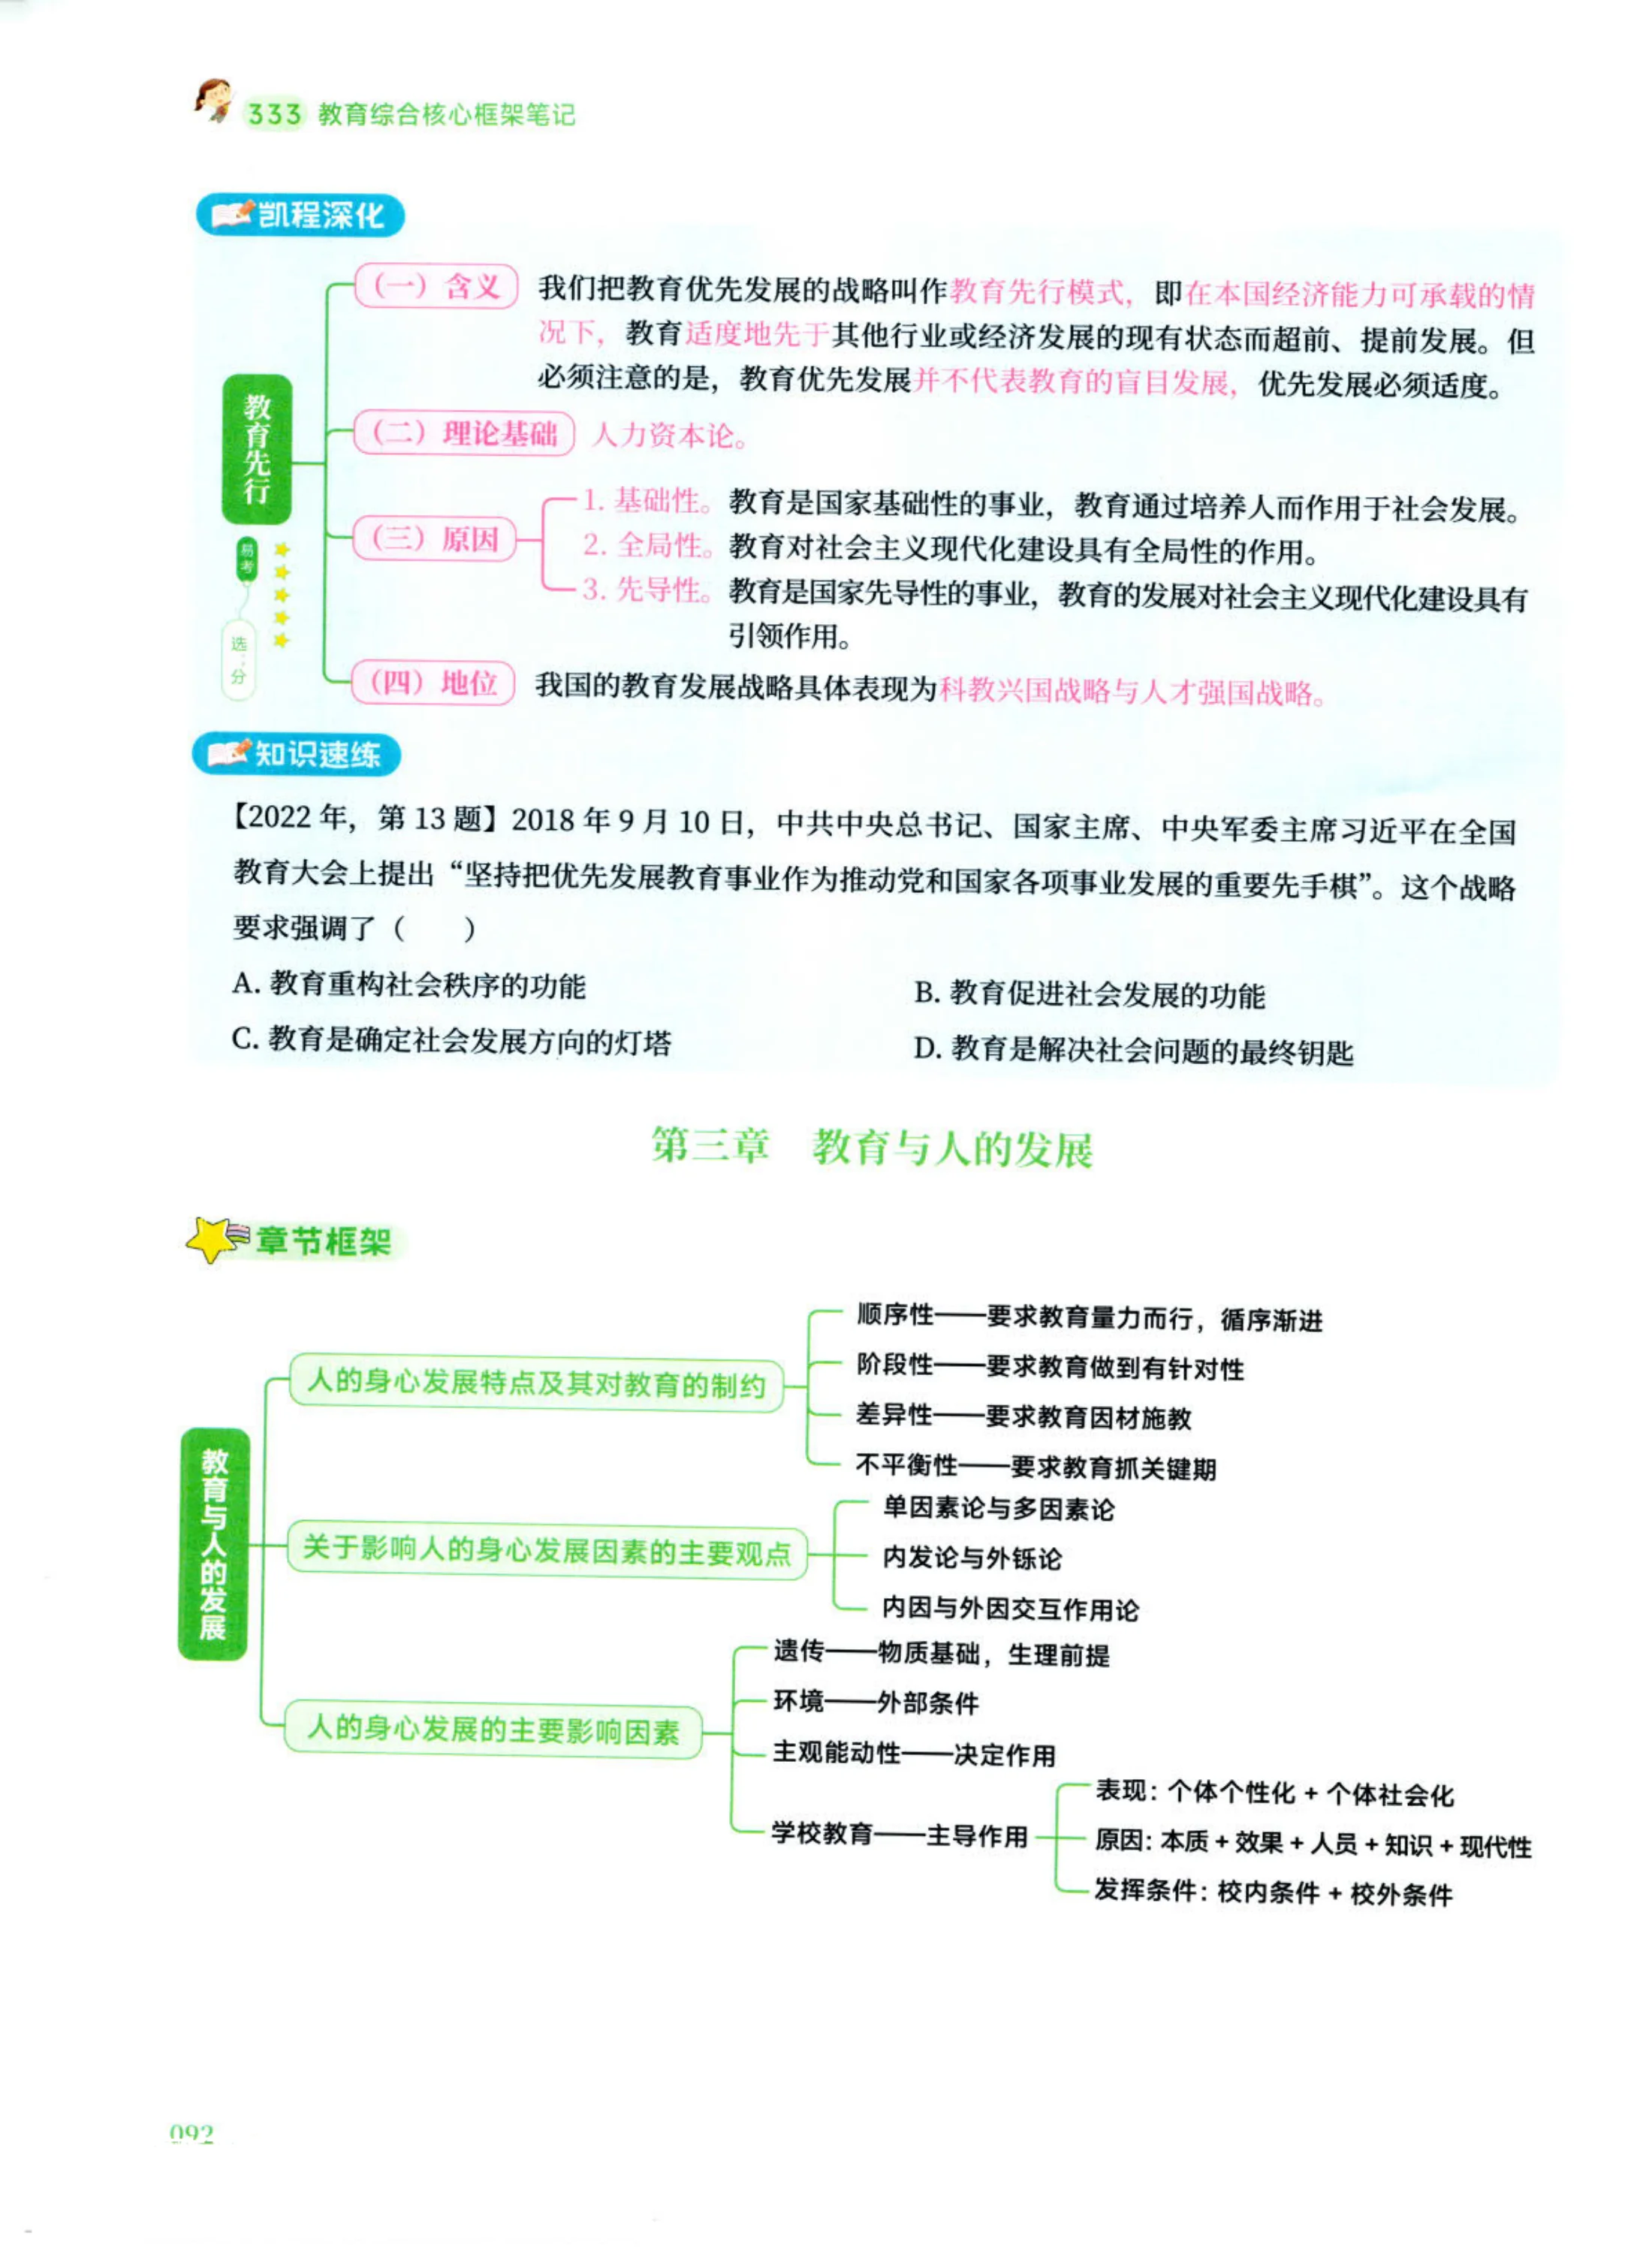 333 教育综合核心框架笔记
凯程深化
教育先行
易考
选;分
（一）含义
我们把教育优先发展的战略叫作教育先行模式，即在本国经济能力可承载的情
况下，教育适度地先于其他行业或经济发展的现有状态而超前、提前发展。但
必须注意的是，教育优先发展并不代表教育的盲目发展，优先发展必须适度。
（二）理论基础 人力资本论。
（三）原因
1. 基础性。教育是国家基础性的事业，教育通过培养人而作用于社会发展。
2. 全局性。教育对社会主义现代化建设具有全局性的作用。
3. 先导性。教育是国家先导性的事业，教育的发展对社会主义现代化建设具有
引领作用。
（四）地位 我国的教育发展战略具体表现为科教兴国战略与人才强国战略。
知识速练
【2022 年，第 13 题】2018 年 9 月 10 日，中共中央总书记、国家主席、中央军委主席习近平在全国
教育大会上提出“坚持把优先发展教育事业作为推动党和国家各项事业发展的重要先手棋”。这个战略
要求强调了（　　）
A. 教育重构社会秩序的功能 B. 教育促进社会发展的功能
C. 教育是确定社会发展方向的灯塔 D. 教育是解决社会问题的最终钥匙
第三章　教育与人的发展
章节框架
教育与人的发展
人的身心发展特点及其对教育的制约
顺序性——要求教育量力而行，循序渐进
阶段性——要求教育做到有针对性
差异性——要求教育因材施教
不平衡性——要求教育抓关键期
关于影响人的身心发展因素的主要观点
单因素论与多因素论
内发论与外铄论
内因与外因交互作用论
人的身心发展的主要影响因素
遗传——物质基础，生理前提
环境——外部条件
主观能动性——决定作用
学校教育——主导作用
表现：个体个性化 + 个体社会化
原因：本质 + 效果 + 人员 + 知识 + 现代性
发挥条件：校内条件 + 校外条件
092